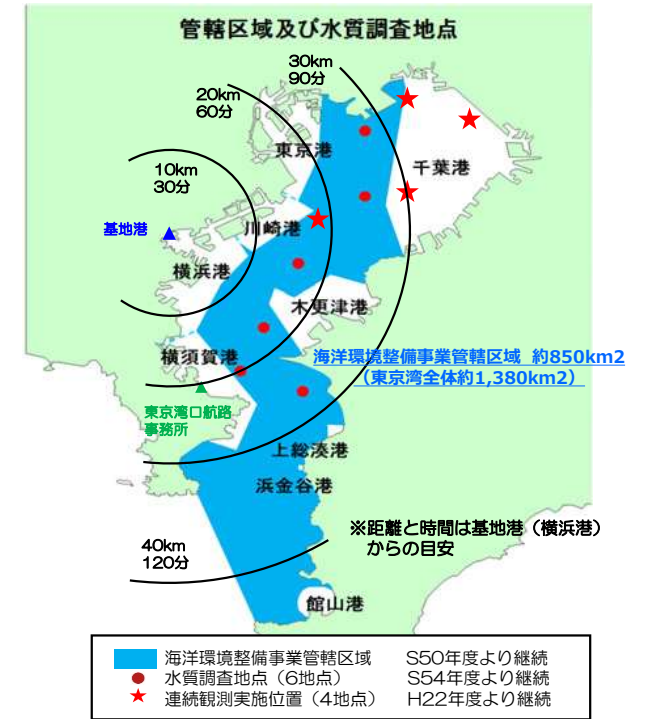 管轄区域及び水質調査地点
30km
90分
20km
60分
東京港
千葉港
10km
30分
基地港
川崎港
横浜港
木更津港
横須賀港
海洋環境整備事業管轄区域 約850km2
（東京湾全体約1,380km2）
東京湾口航路
事務所
上総湊港
浜金谷港
※距離と時間は基地港（横浜港）
からの目安
40km
120分
館山港
海洋環境整備事業管轄区域 S50年度より継続
水質調査地点（6地点） S54年度より継続
連続観測実施位置（4地点） H22年度より継続